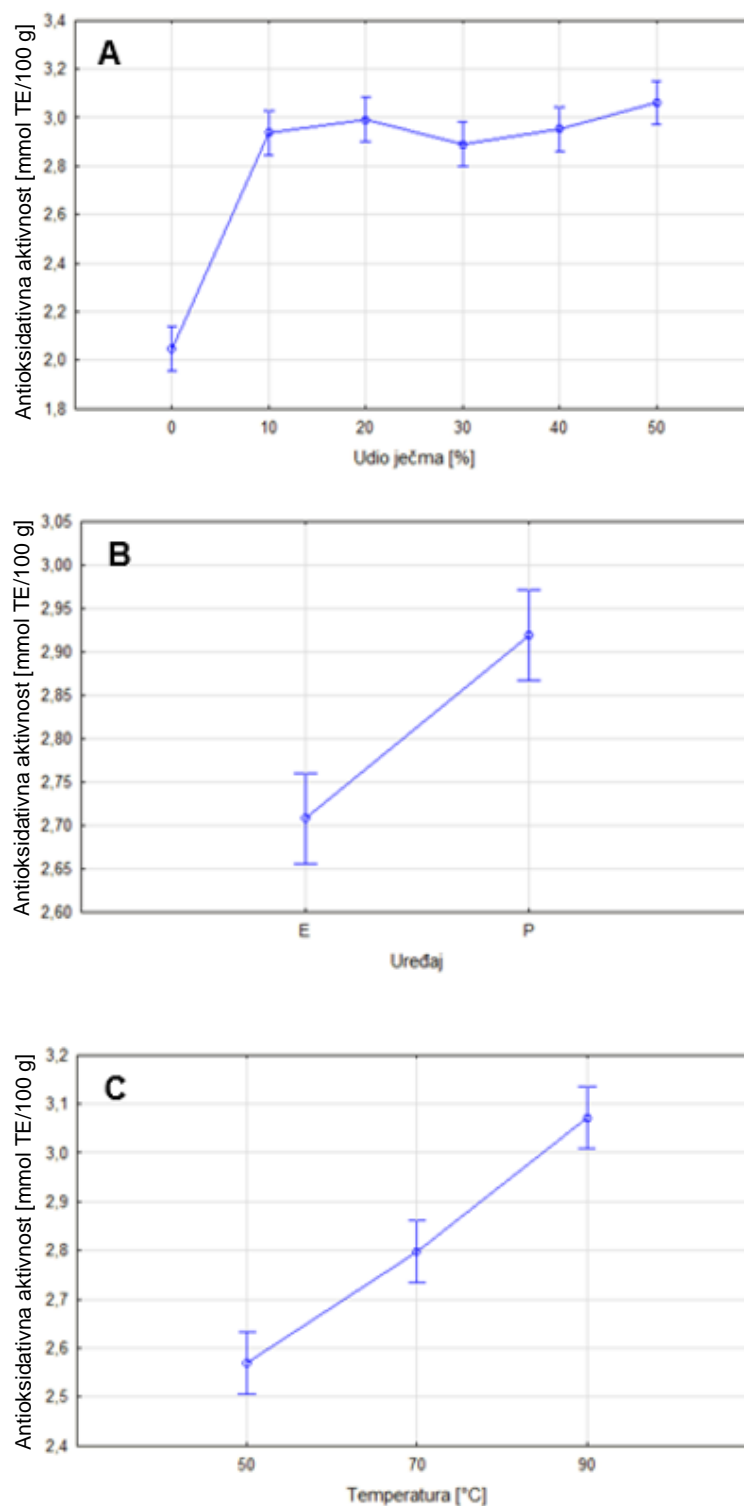 A
Antioksidativna aktivnost [mmol TE/100 g]
3,4
3,2
3,0
2,8
2,6
2,4
2,2
2,0
1,8
0 10 20 30 40 50
Udio ječma [%]
B
Antioksidativna aktivnost [mmol TE/100 g]
3,05
3,00
2,95
2,90
2,85
2,80
2,75
2,70
2,65
2,60
E P
Uređaj
C
Antioksidativna aktivnost [mmol TE/100 g]
3,2
3,1
3,0
2,9
2,8
2,7
2,6
2,5
2,4
50 70 90
Temperatura [°C]